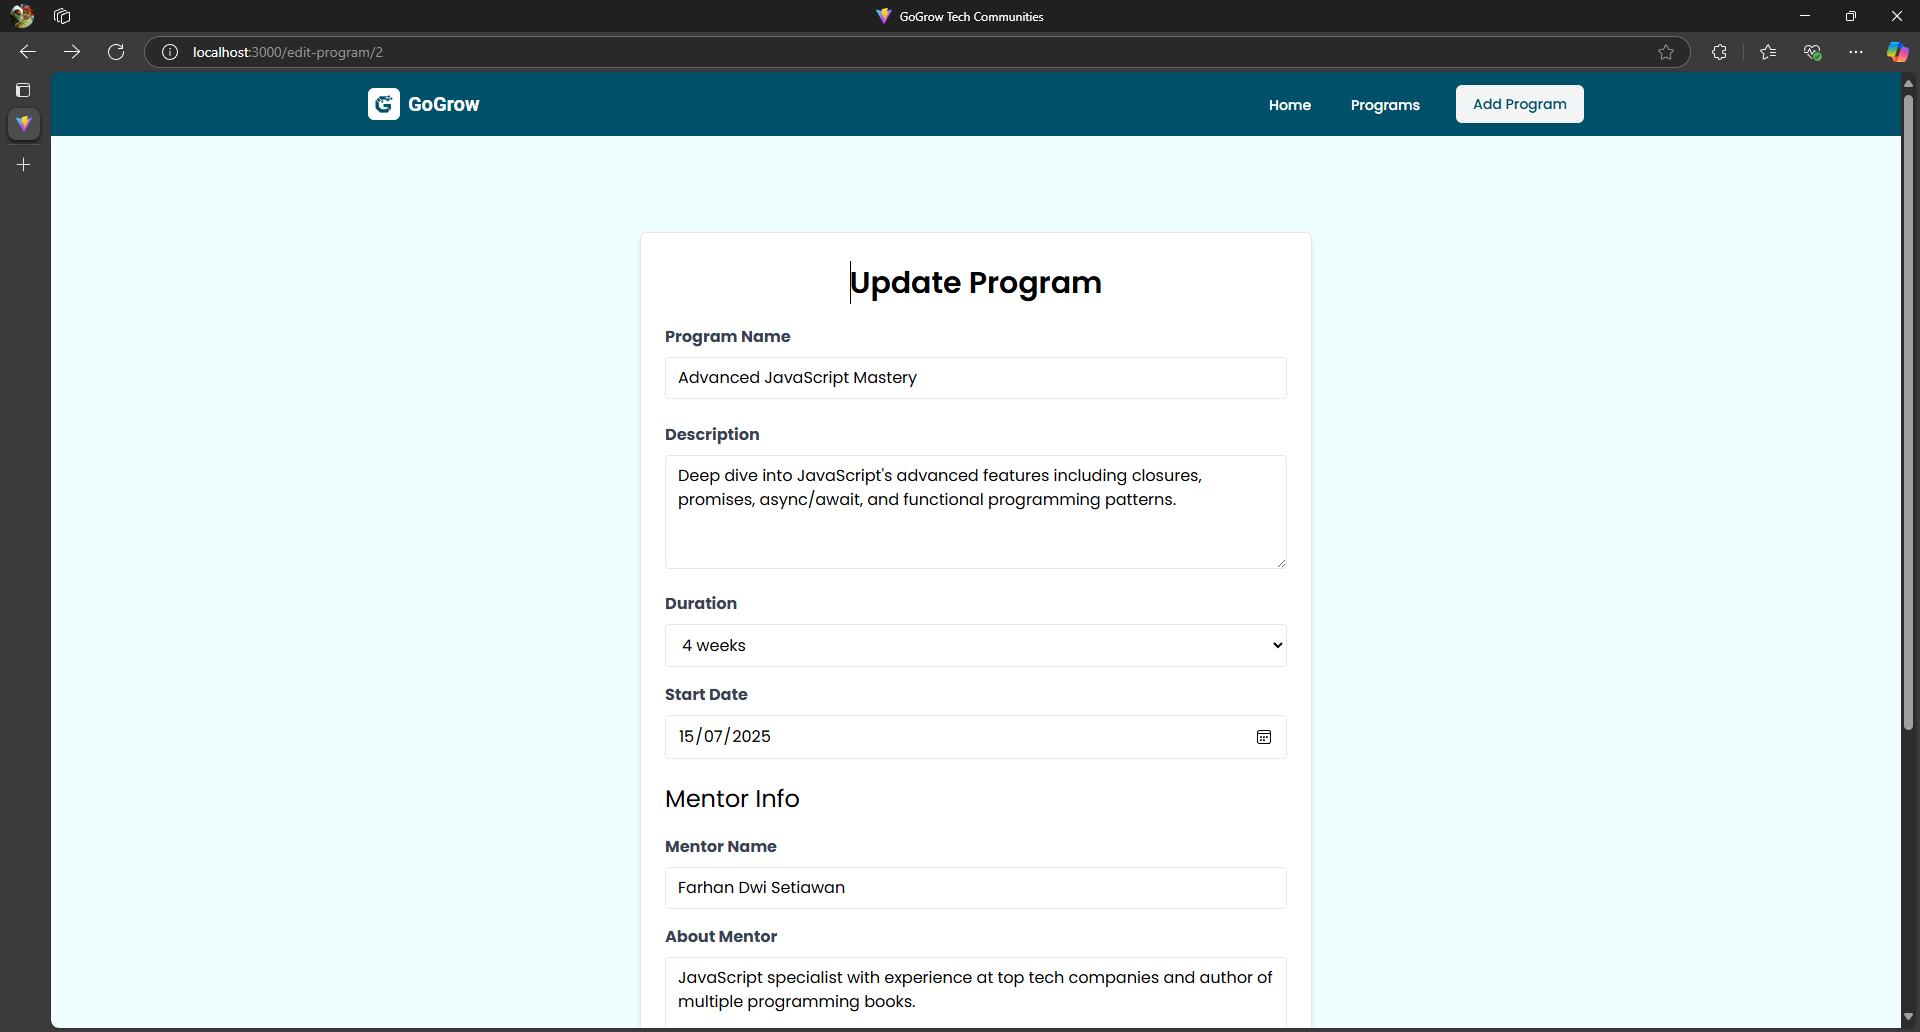 GoGrow Tech Communities
localhost:3000/edit-program/2
GoGrow
Home
Programs
Add Program
Update Program
Program Name
Advanced JavaScript Mastery
Description
Deep dive into JavaScript's advanced features including closures,
promises, async/await, and functional programming patterns.
Duration
4 weeks
Start Date
15/07/2025
Mentor Info
Mentor Name
Farhan Dwi Setiawan
About Mentor
JavaScript specialist with experience at top tech companies and author of
multiple programming books.